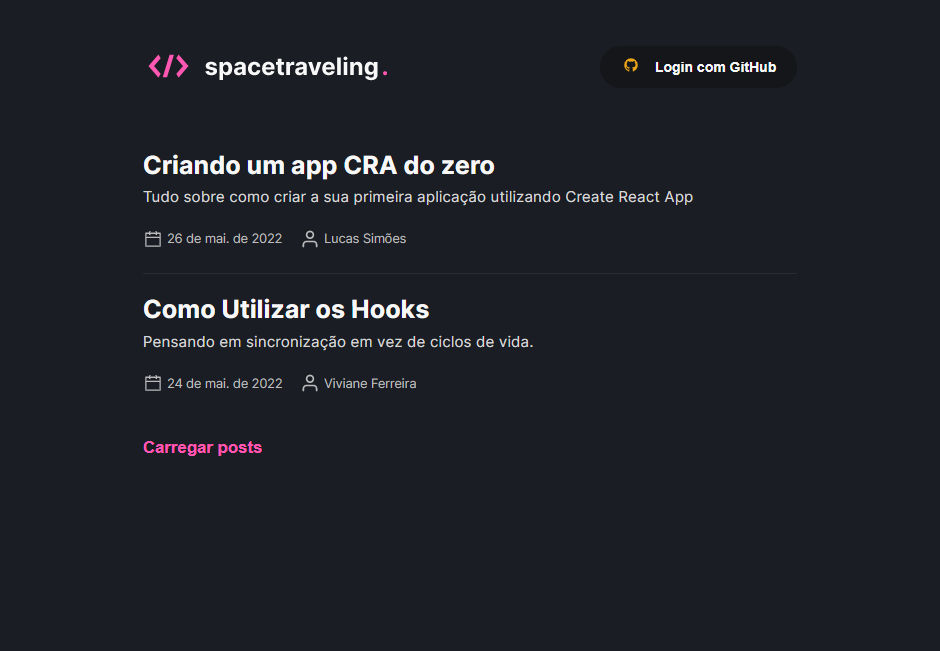 </> spacetraveling.
Login com GitHub
Criando um app CRA do zero
Tudo sobre como criar a sua primeira aplicação utilizando Create React App
26 de mai. de 2022 Lucas Simões
Como Utilizar os Hooks
Pensando em sincronização em vez de ciclos de vida.
24 de mai. de 2022 Viviane Ferreira
Carregar posts